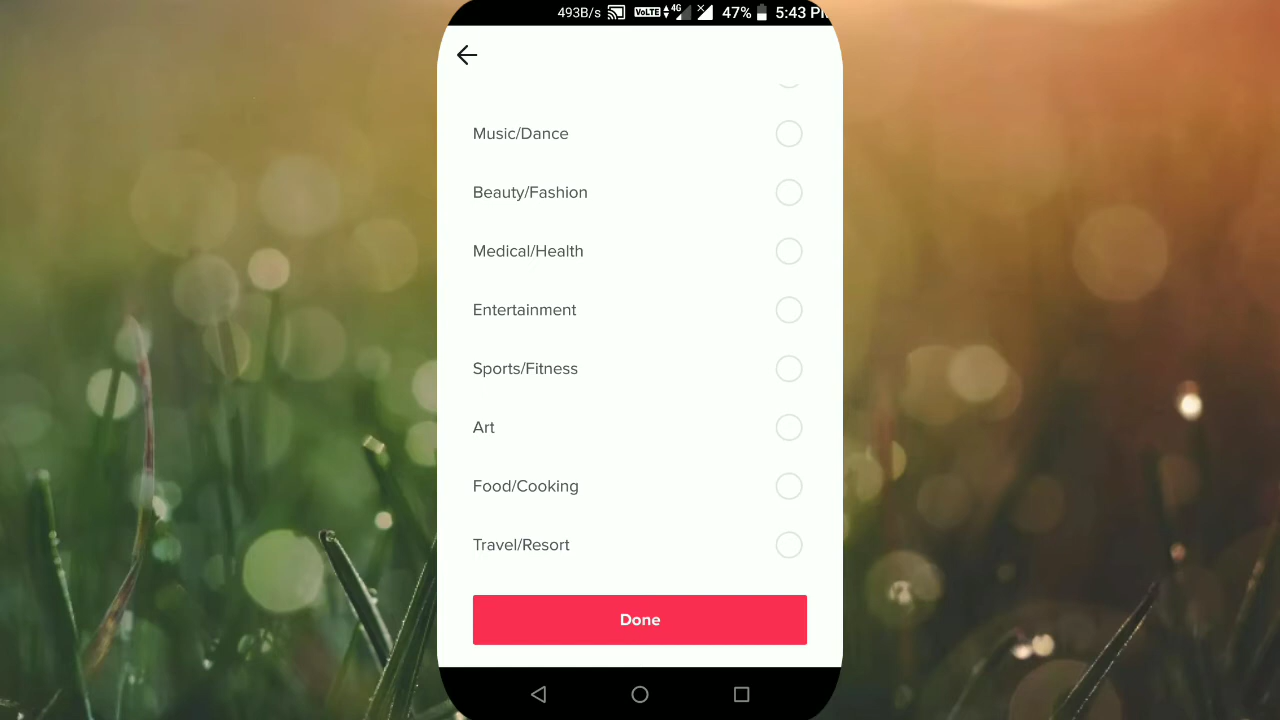 493B/s VoLTE 4G 47% 5:43 P
Music/Dance
Beauty/Fashion
Medical/Health
Entertainment
Sports/Fitness
Art
Food/Cooking
Travel/Resort
Done